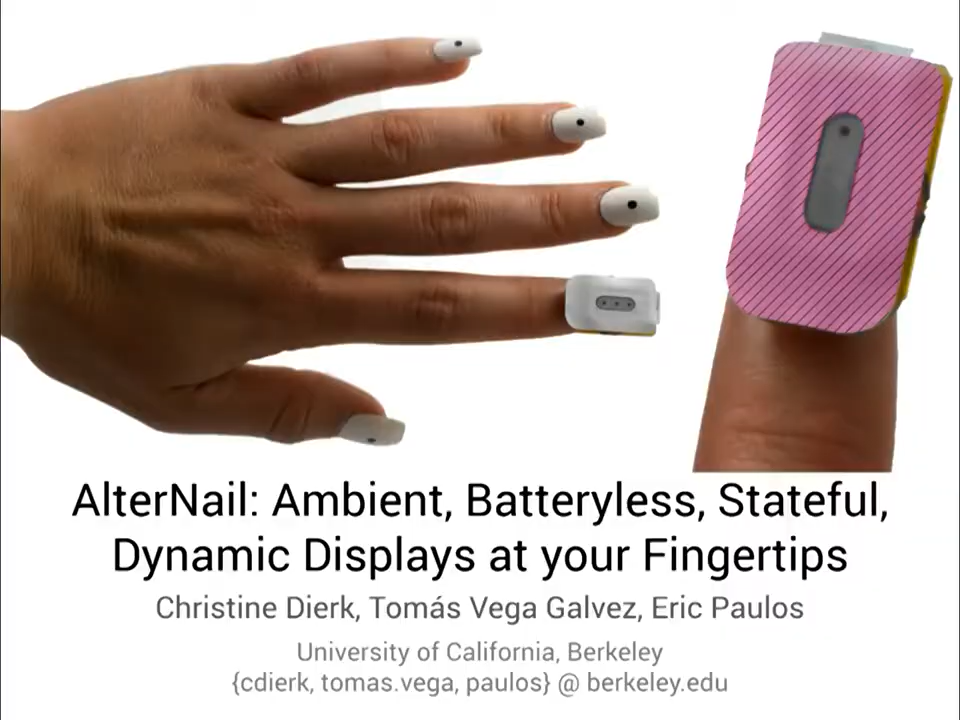 AlterNail: Ambient, Batteryless, Stateful,
Dynamic Displays at your Fingertips
Christine Dierk, Tomás Vega Galvez, Eric Paulos
University of California, Berkeley
{cdierk, tomas.vega, paulos} @ berkeley.edu